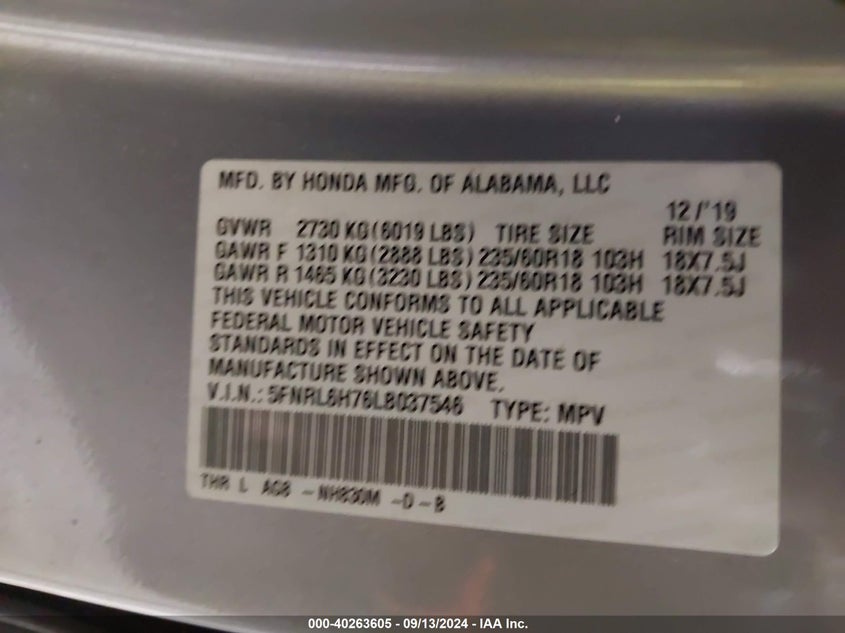 MFD. BY HONDA MFG. OF ALABAMA, LLC
12/'19
GVWR 2730 KG(6019 LBS) TIRE SIZE RIM SIZE
GAWR F 1310 KG(2888 LBS) 235/60R18 103H 18X7.5J
GAWR R 1465 KG(3230 LBS) 235/60R18 103H 18X7.5J
THIS VEHICLE CONFORMS TO ALL APPLICABLE
FEDERAL MOTOR VEHICLE SAFETY
STANDARDS IN EFFECT ON THE DATE OF
MANUFACTURE SHOWN ABOVE.
V.I.N.: 5FNRL6H76LB037546 TYPE: MPV
THR L AG8 -NH830M -D-B
000-40263605 - 09/13/2024 - IAA Inc.